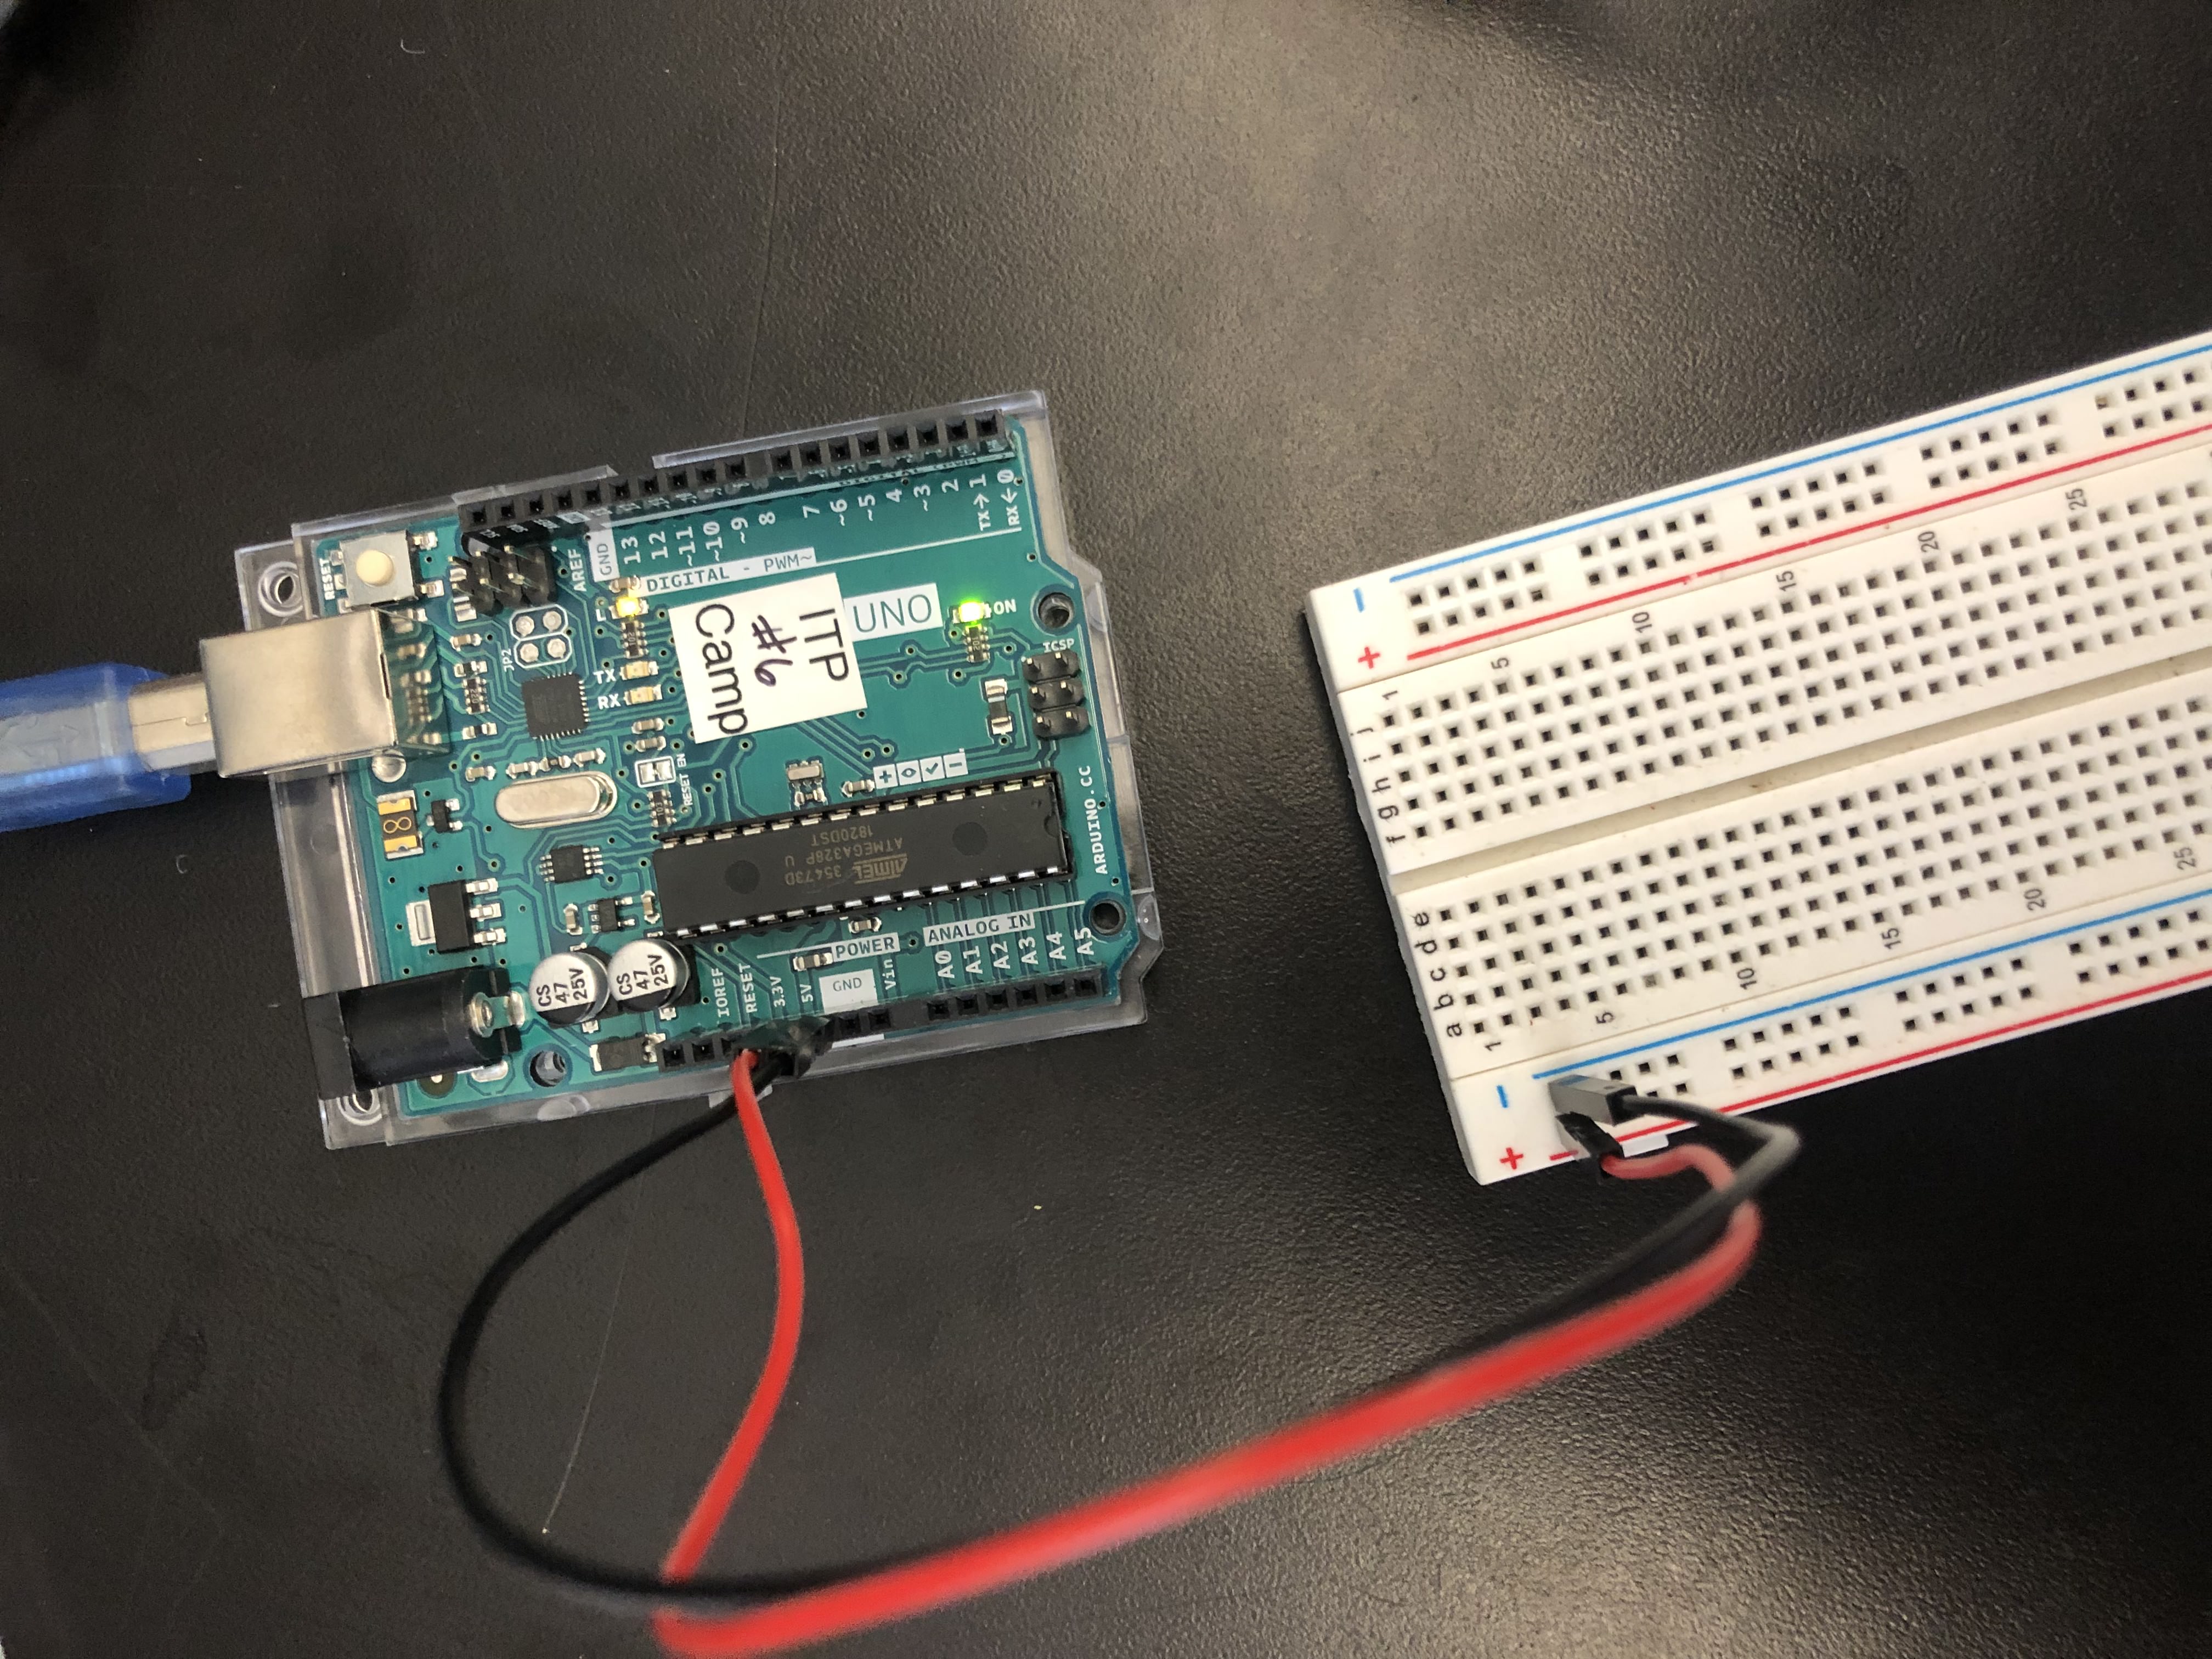 RESET
8
CS
47
25V
CS
47
25V
JP2
AREF
GND
13
12
~11
~10
~9
8
7
~6
~5
4
~3
2
TX→1
RX←0
DIGITAL - PWM~
RX
TX
L
RESET EN
103
IOREF
RESET
3.3V
5V
GND
Vin
POWER
A0
A1
A2
A3
A4
A5
ANALOG IN
ATMEL 35473D
ATMEGA328P U
1820DST
ITP
#6
Camp
UNO
201
ON
ICSP
ARDUINO.CC
+ -
a b c d e
f g h i j
+ -
1
5
10
15
20
25
1
5
10
15
20
25